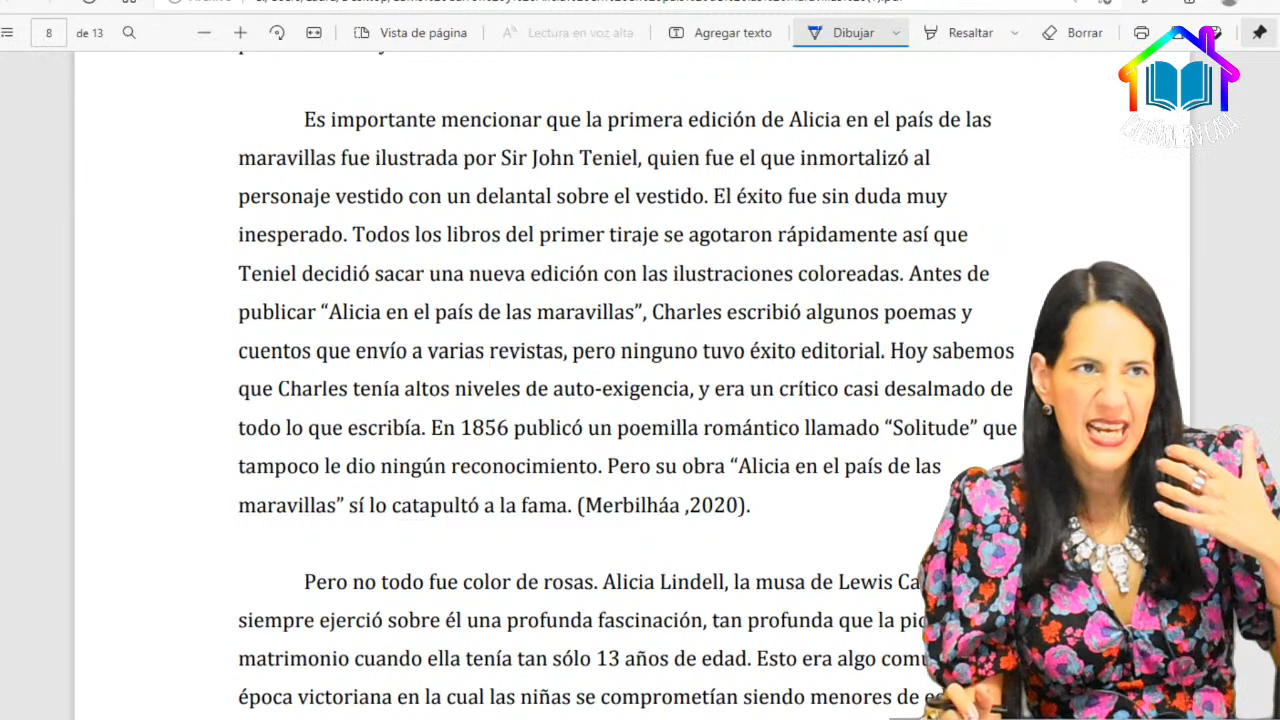 8 de 13 Vista de página Lectura en voz alta Agregar texto Dibujar Resaltar Borrar
Es importante mencionar que la primera edición de Alicia en el país de las
maravillas fue ilustrada por Sir John Teniel, quien fue el que inmortalizó al
personaje vestido con un delantal sobre el vestido. El éxito fue sin duda muy
inesperado. Todos los libros del primer tiraje se agotaron rápidamente así que
Teniel decidió sacar una nueva edición con las ilustraciones coloreadas. Antes de
publicar “Alicia en el país de las maravillas”, Charles escribió algunos poemas y
cuentos que envío a varias revistas, pero ninguno tuvo éxito editorial. Hoy sabemos
que Charles tenía altos niveles de auto-exigencia, y era un crítico casi desalmado de
todo lo que escribía. En 1856 publicó un poemilla romántico llamado “Solitude” que
tampoco le dio ningún reconocimiento. Pero su obra “Alicia en el país de las
maravillas” sí lo catapultó a la fama. (Merbilháa ,2020).
Pero no todo fue color de rosas. Alicia Lindell, la musa de Lewis
siempre ejerció sobre él una profunda fascinación, tan profunda que la
matrimonio cuando ella tenía tan sólo 13 años de edad. Esto era algo
época victoriana en la cual las niñas se comprometían siendo menores de